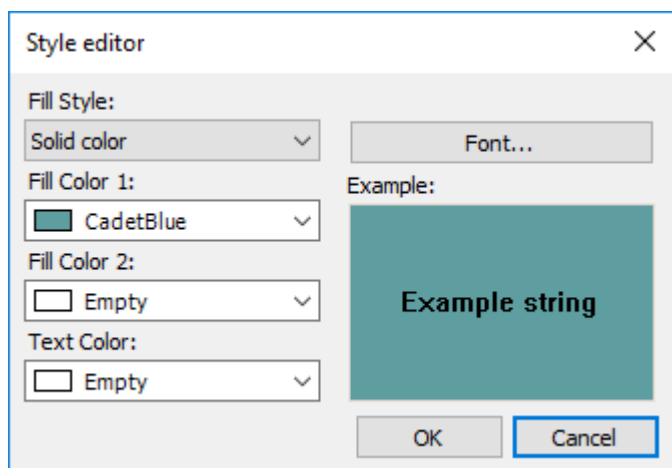 Style editor
Fill Style:
Solid color
Font...
Fill Color 1:
Example:
CadetBlue
Fill Color 2:
Empty
Example string
Text Color:
Empty
OK
Cancel